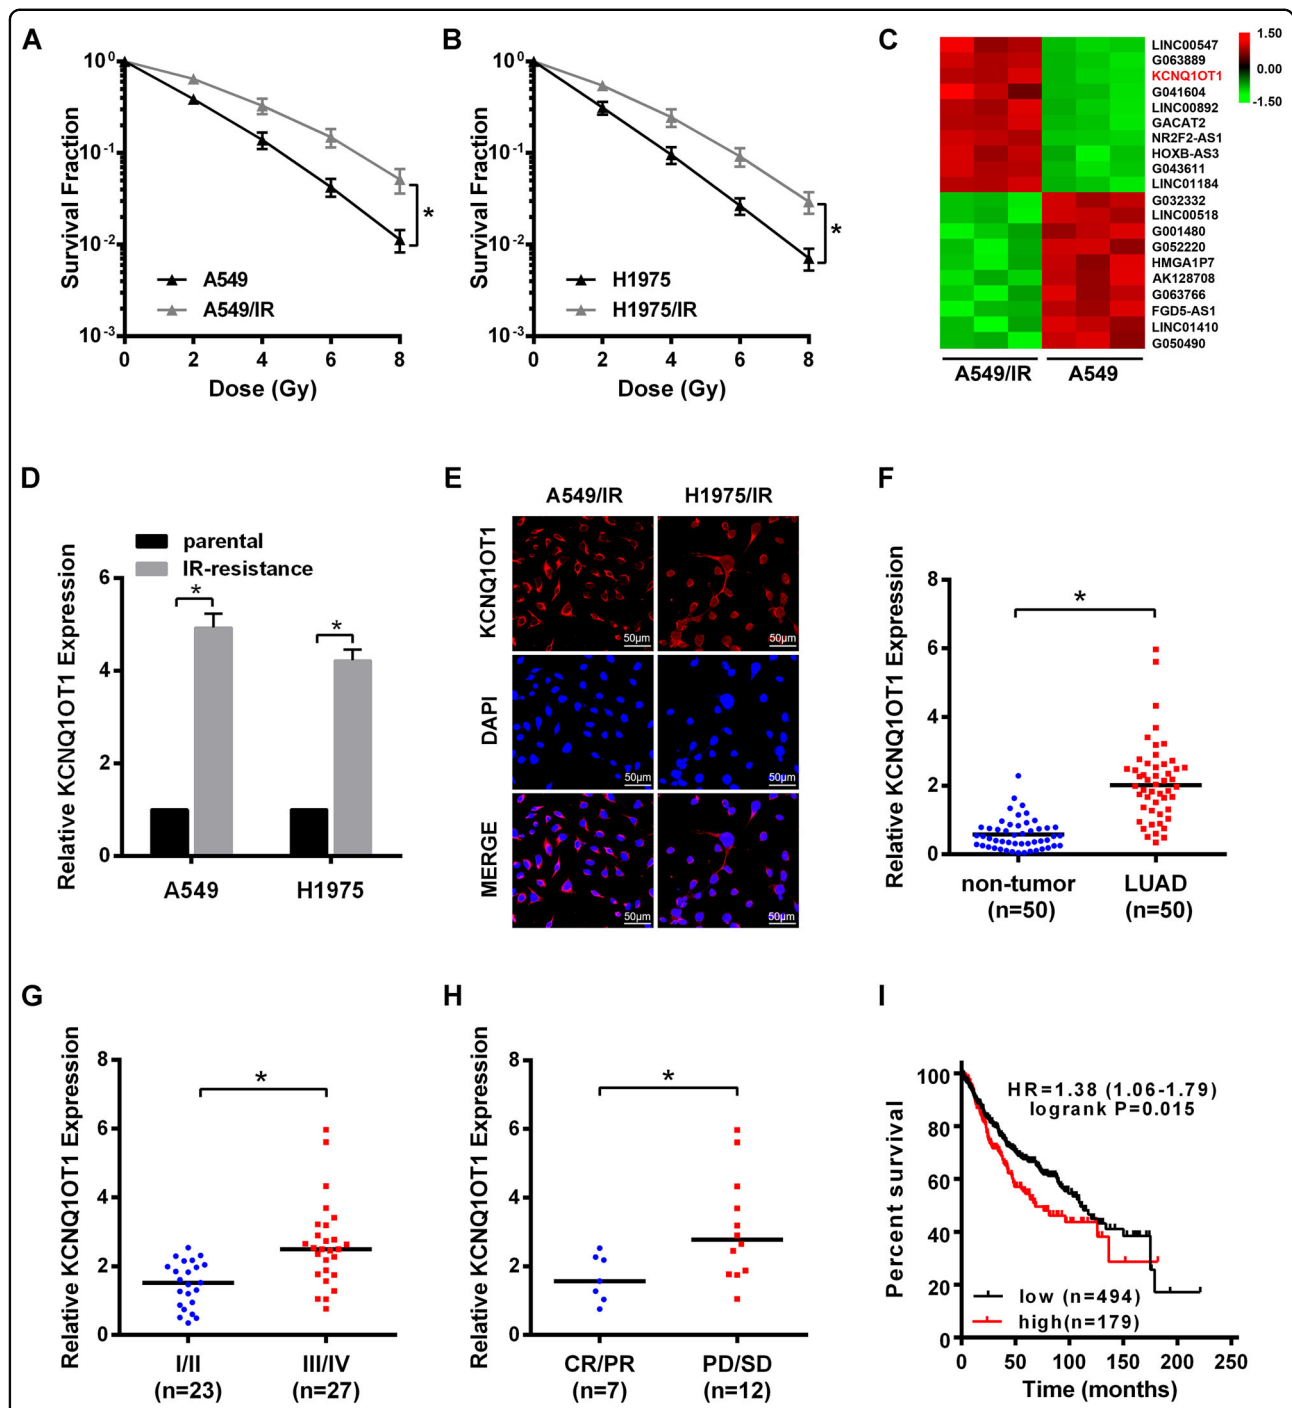 A
Survival Fraction
10⁰
10⁻¹
10⁻²
10⁻³
A549
A549/IR
*
0 2 4 6 8
Dose (Gy)
B
Survival Fraction
10⁰
10⁻¹
10⁻²
10⁻³
H1975
H1975/IR
*
0 2 4 6 8
Dose (Gy)
C
LINC00547
G063889
KCNQ1OT1
G041604
LINC00892
GACAT2
NR2F2-AS1
HOXB-AS3
G043611
LINC01184
G032332
LINC00518
G001480
G052220
HMGA1P7
AK128708
G063766
FGD5-AS1
LINC01410
G050490
1.50
0.00
-1.50
A549/IR A549
D
Relative KCNQ1OT1 Expression
parental
IR-resistance
6
4
2
0
*
*
A549 H1975
E
A549/IR H1975/IR
KCNQ1OT1
50μm 50μm
DAPI
50μm 50μm
MERGE
50μm 50μm
F
Relative KCNQ1OT1 Expression
8
6
4
2
0
*
non-tumor LUAD
(n=50) (n=50)
G
Relative KCNQ1OT1 Expression
8
6
4
2
0
*
I/II III/IV
(n=23) (n=27)
H
Relative KCNQ1OT1 Expression
8
6
4
2
0
*
CR/PR PD/SD
(n=7) (n=12)
I
Percent survival
100
80
60
40
20
0
HR=1.38 (1.06-1.79)
logrank P=0.015
low (n=494)
high(n=179)
0 50 100 150 200 250
Time (months)